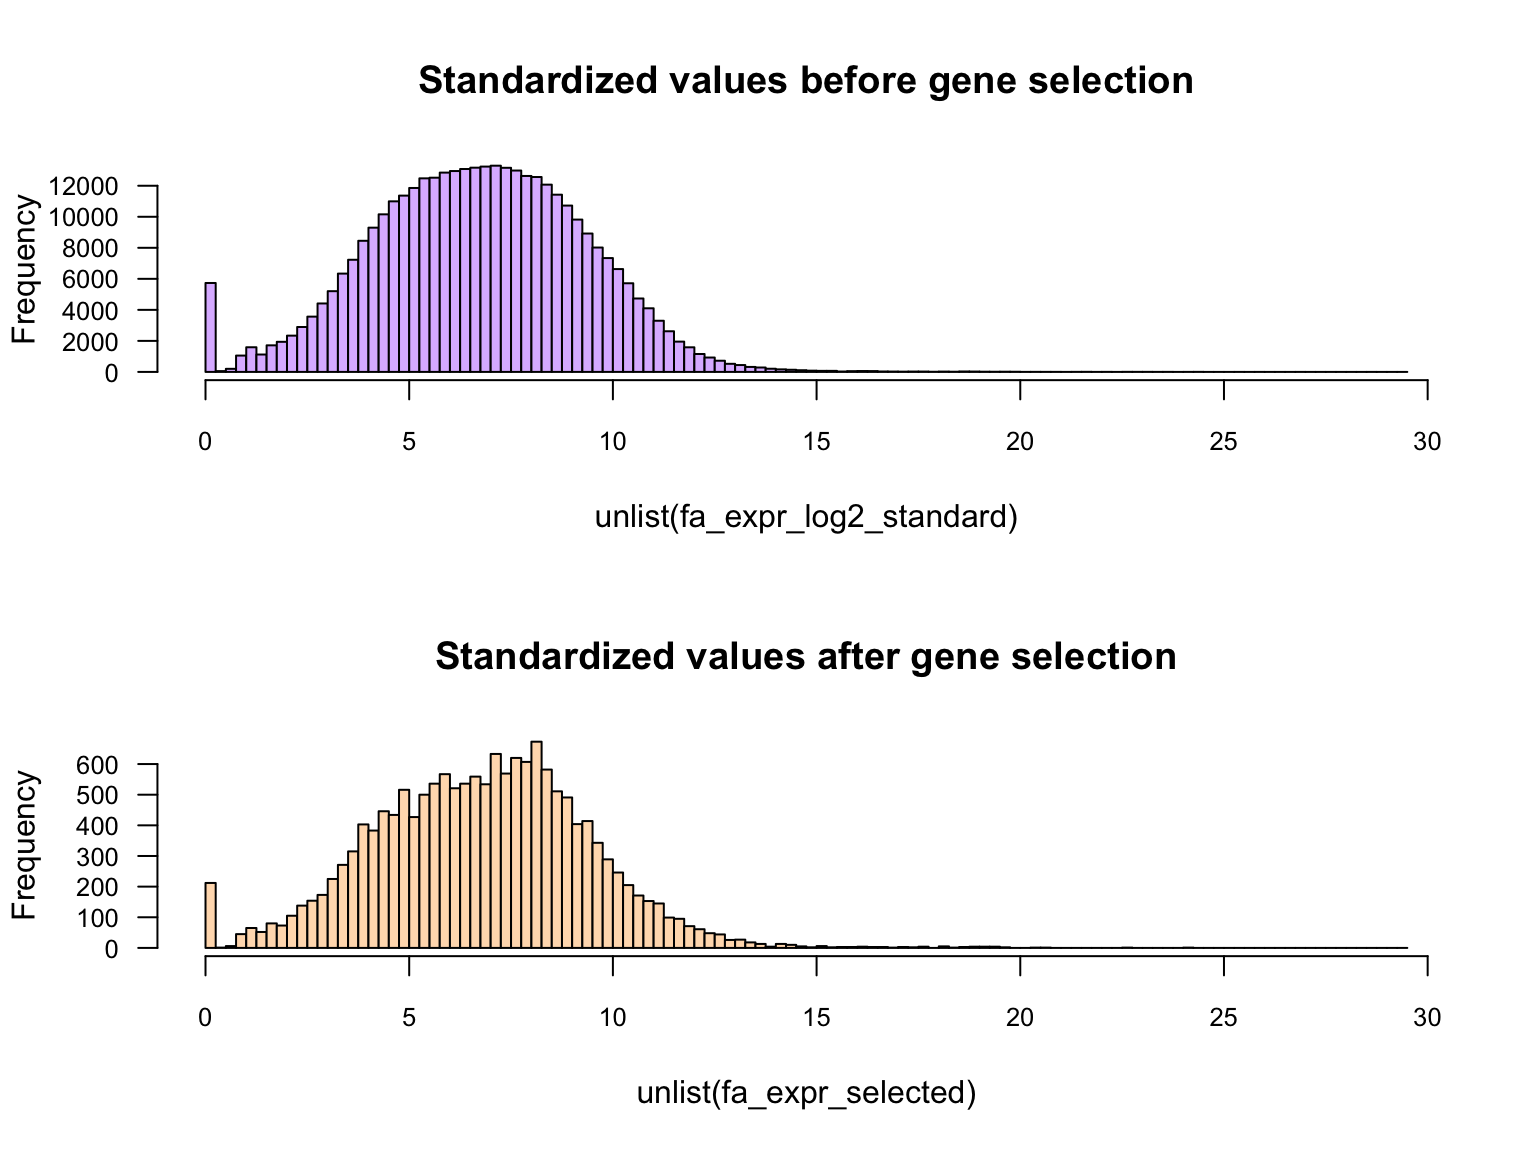 Standardized values before gene selection
Frequency
12000
10000
8000
6000
4000
2000
0
0 5 10 15 20 25 30
unlist(fa_expr_log2_standard)
Standardized values after gene selection
Frequency
600
500
400
300
200
100
0
0 5 10 15 20 25 30
unlist(fa_expr_selected)